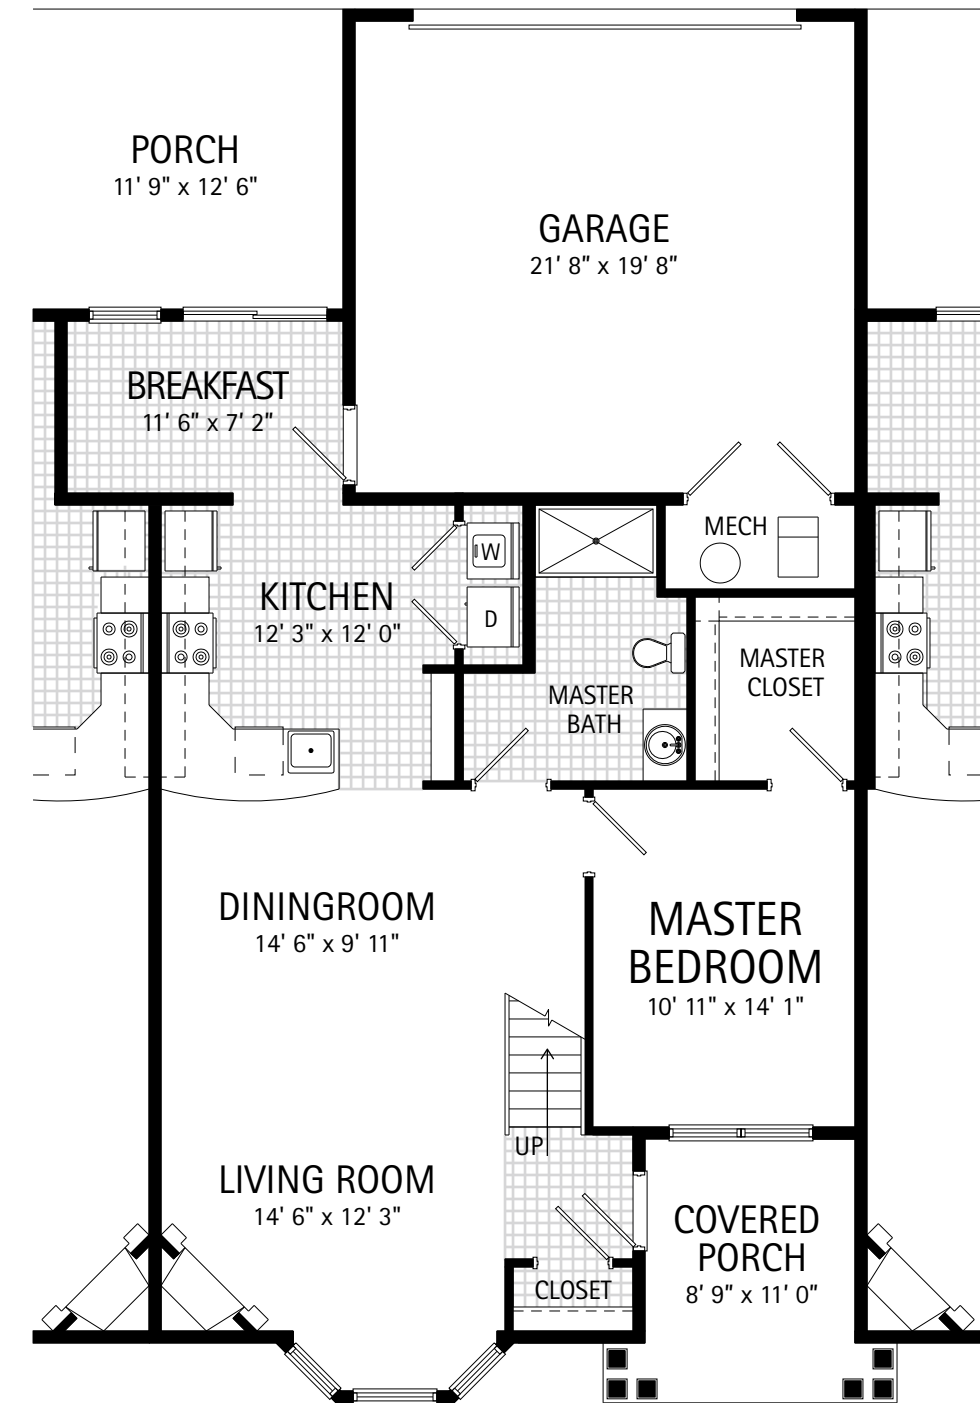 PORCH
11' 9" x 12' 6"
GARAGE
21' 8" x 19' 8"
BREAKFAST
11' 6" x 7' 2"
MECH
W
KITCHEN
12' 3" x 12' 0"
D
MASTER
CLOSET
MASTER
BATH
DININGROOM
14' 6" x 9' 11"
MASTER
BEDROOM
10' 11" x 14' 1"
UP
LIVING ROOM
14' 6" x 12' 3"
COVERED
PORCH
8' 9" x 11' 0"
CLOSET